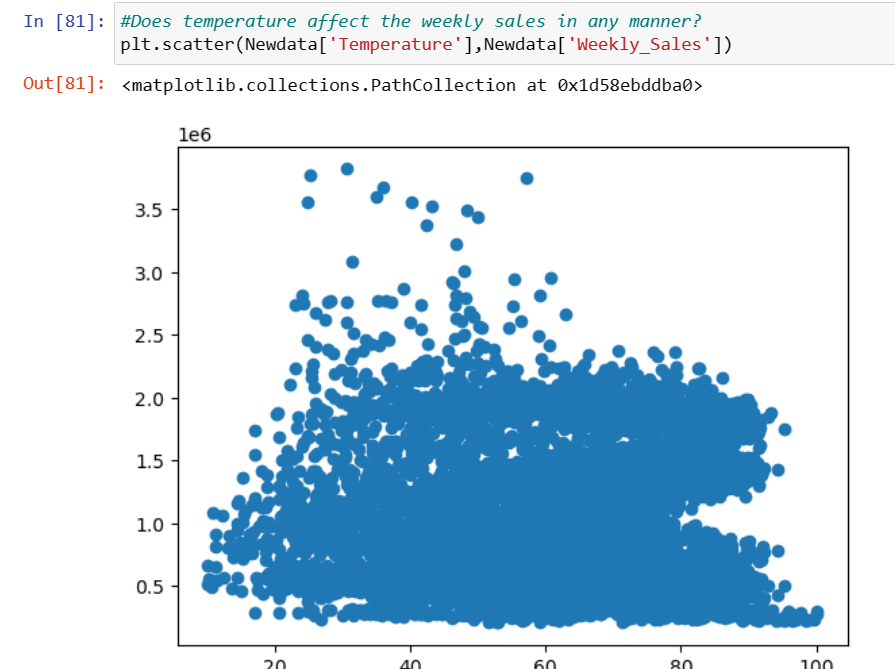 In [81]: #Does temperature affect the weekly sales in any manner?
plt.scatter(Newdata['Temperature'],Newdata['Weekly_Sales'])
Out[81]: <matplotlib.collections.PathCollection at 0x1d58ebddba0>
1e6
3.5
3.0
2.5
2.0
1.5
1.0
0.5
20 40 60 80 100